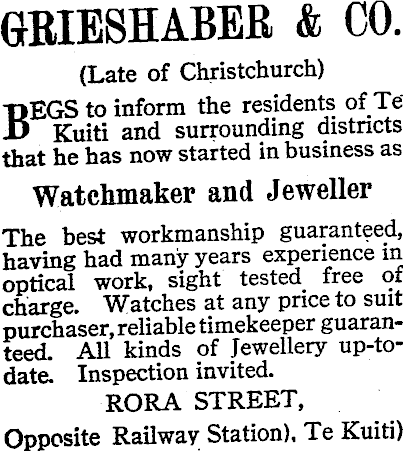 GRIESHABER & CO.
(Late of Christchurch)
BEGS to inform the residents of Te
Kuiti and surrounding districts
that he has now started in business as
Watchmaker and Jeweller
The best workmanship guaranteed,
having had many years experience in
optical work, sight tested free of
charge. Watches at any price to suit
purchaser, reliable timekeeper guaran-
teed. All kinds of Jewellery up-to-
date. Inspection invited.
RORA STREET,
Opposite Railway Station), Te Kuiti)